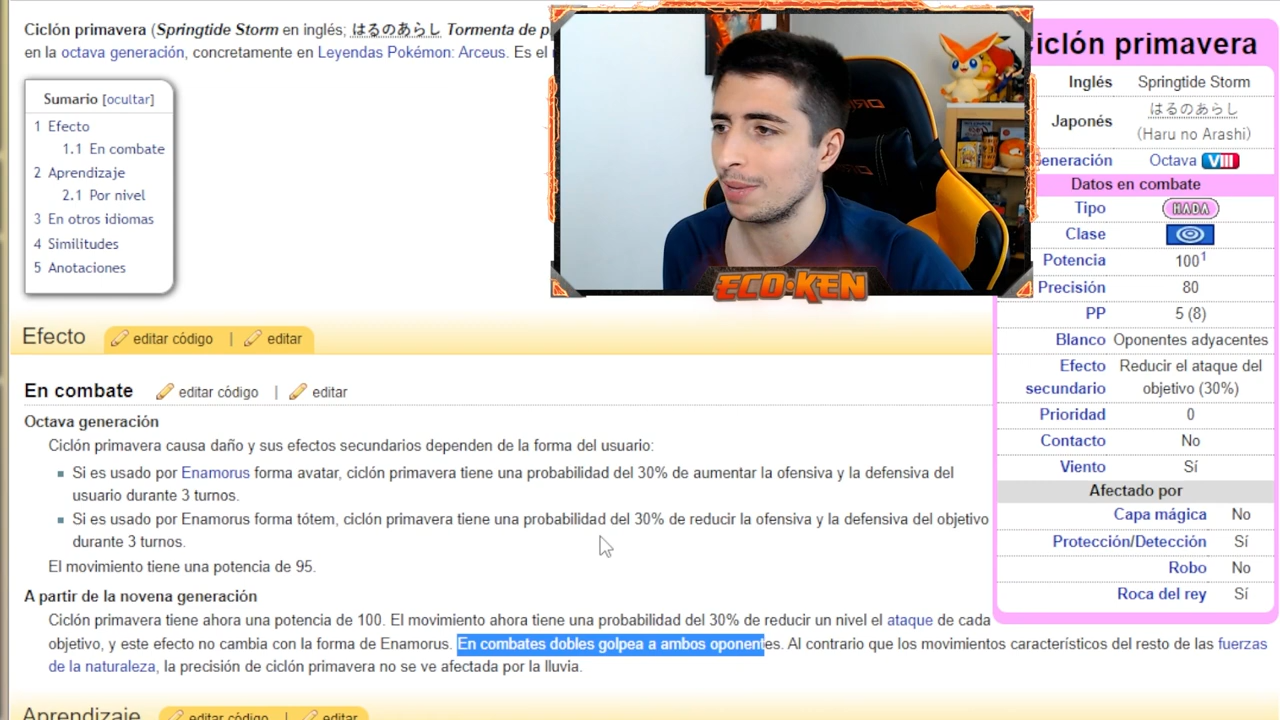 Ciclón primavera (Springtide Storm en inglés; はるのあらし Tormenta de p
en la octava generación, concretamente en Leyendas Pokémon: Arceus. Es el
Sumario [ocultar]
1 Efecto
1.1 En combate
2 Aprendizaje
2.1 Por nivel
3 En otros idiomas
4 Similitudes
5 Anotaciones
ECO·KEN
iclón primavera
Inglés Springtide Storm
Japonés はるのあらし
(Haru no Arashi)
Generación Octava VIII
Datos en combate
Tipo HADA
Clase
Potencia 100¹
Precisión 80
PP 5 (8)
Blanco Oponentes adyacentes
Efecto secundario Reducir el ataque del
objetivo (30%)
Prioridad 0
Contacto No
Viento Sí
Afectado por
Capa mágica No
Protección/Detección Sí
Robo No
Roca del rey Sí
Efecto editar código | editar
En combate editar código | editar
Octava generación
Ciclón primavera causa daño y sus efectos secundarios dependen de la forma del usuario:
Si es usado por Enamorus forma avatar, ciclón primavera tiene una probabilidad del 30% de aumentar la ofensiva y la defensiva del
usuario durante 3 turnos.
Si es usado por Enamorus forma tótem, ciclón primavera tiene una probabilidad del 30% de reducir la ofensiva y la defensiva del objetivo
durante 3 turnos.
El movimiento tiene una potencia de 95.
A partir de la novena generación
Ciclón primavera tiene ahora una potencia de 100. El movimiento ahora tiene una probabilidad del 30% de reducir un nivel el ataque de cada
objetivo, y este efecto no cambia con la forma de Enamorus. En combates dobles golpea a ambos oponentes. Al contrario que los movimientos característicos del resto de las fuerzas
de la naturaleza, la precisión de ciclón primavera no se ve afectada por la lluvia.
Aprendizaje editar código | editar